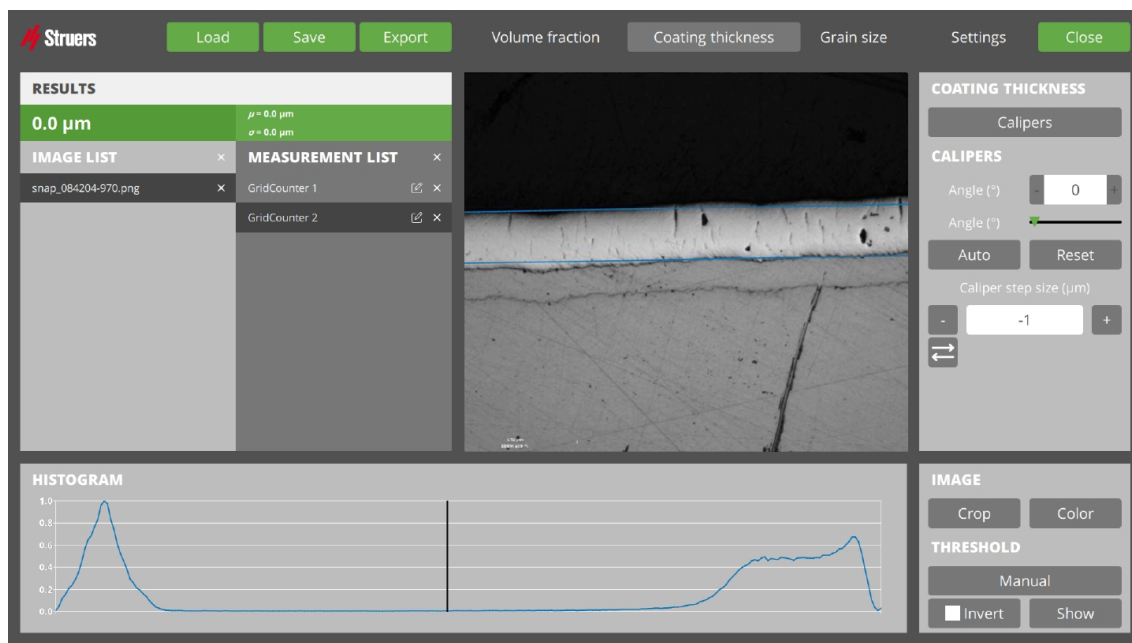 Struers
Load
Save
Export
Volume fraction
Coating thickness
Grain size
Settings
Close
RESULTS
0.0 µm
µ = 0.0 µm
σ = 0.0 µm
IMAGE LIST ×
MEASUREMENT LIST ×
snap_084204-970.png ×
GridCounter 1 ×
GridCounter 2 ×
COATING THICKNESS
Calipers
CALIPERS
Angle (°) - 0 +
Angle (°)
Auto
Reset
Caliper step size (µm)
- -1 +
HISTOGRAM
1.0
0.8
0.6
0.4
0.2
0.0
IMAGE
Crop
Color
THRESHOLD
Manual
Invert
Show